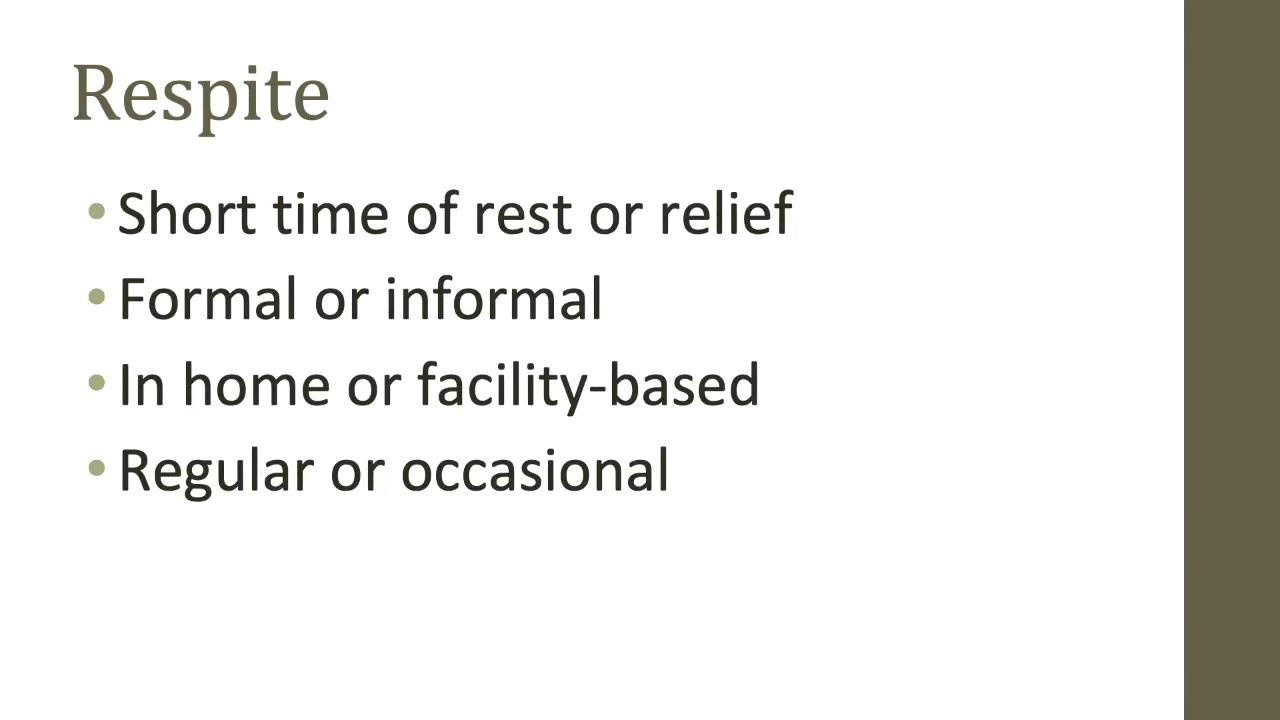 Respite
• Short time of rest or relief
• Formal or informal
• In home or facility-based
• Regular or occasional